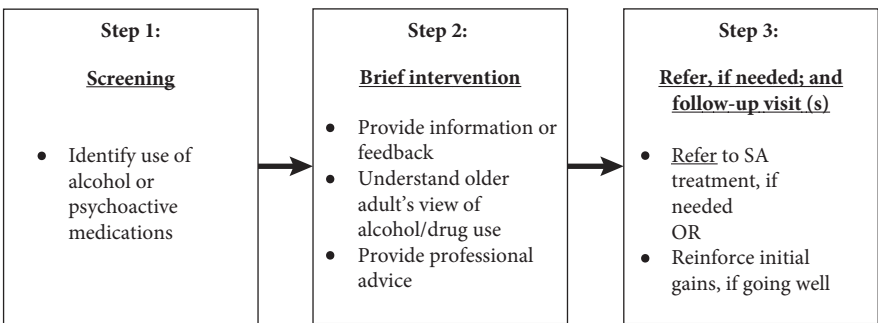 Step 1:
Screening
● Identify use of
alcohol or
psychoactive
medications
Step 2:
Brief intervention
● Provide information or
feedback
● Understand older
adult's view of
alcohol/drug use
● Provide professional
advice
Step 3:
Refer, if needed; and
follow-up visit (s)
● Refer to SA
treatment, if
needed
OR
● Reinforce initial
gains, if going well